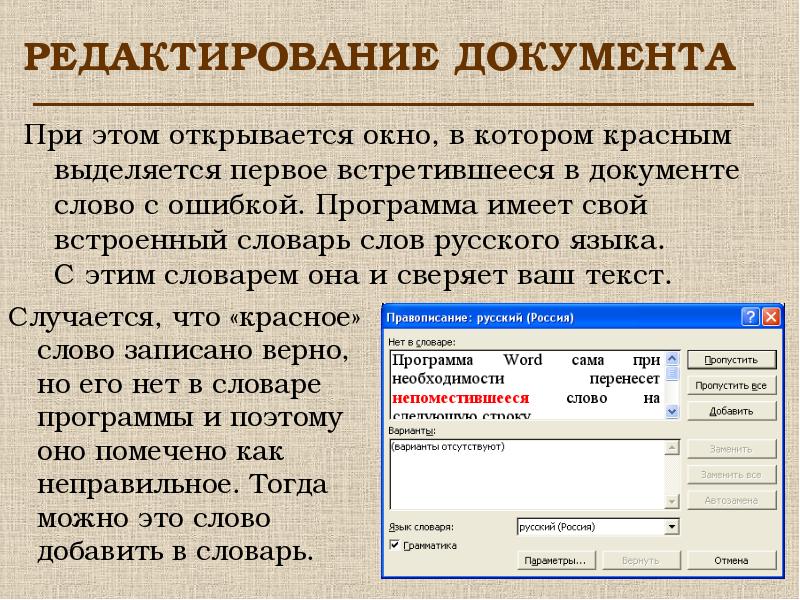 РЕДАКТИРОВАНИЕ ДОКУМЕНТА
При этом открывается окно, в котором красным
выделяется первое встретившееся в документе
слово с ошибкой. Программа имеет свой
встроенный словарь слов русского языка.
С этим словарем она и сверяет ваш текст.
Случается, что «красное»
слово записано верно,
но его нет в словаре
программы и поэтому
оно помечено как
неправильное. Тогда
можно это слово
добавить в словарь.
Правописание: русский (Россия)
Нет в словаре:
Программа Word сама при
необходимости перенесет
непоместившееся слово на
следующую строку
Пропустить
Пропустить все
Добавить
Варианты:
(варианты отсутствуют)
Заменить
Заменить все
Автозамена
Язык словаря:
русский (Россия)
Грамматика
Параметры...
Вернуть
Отмена